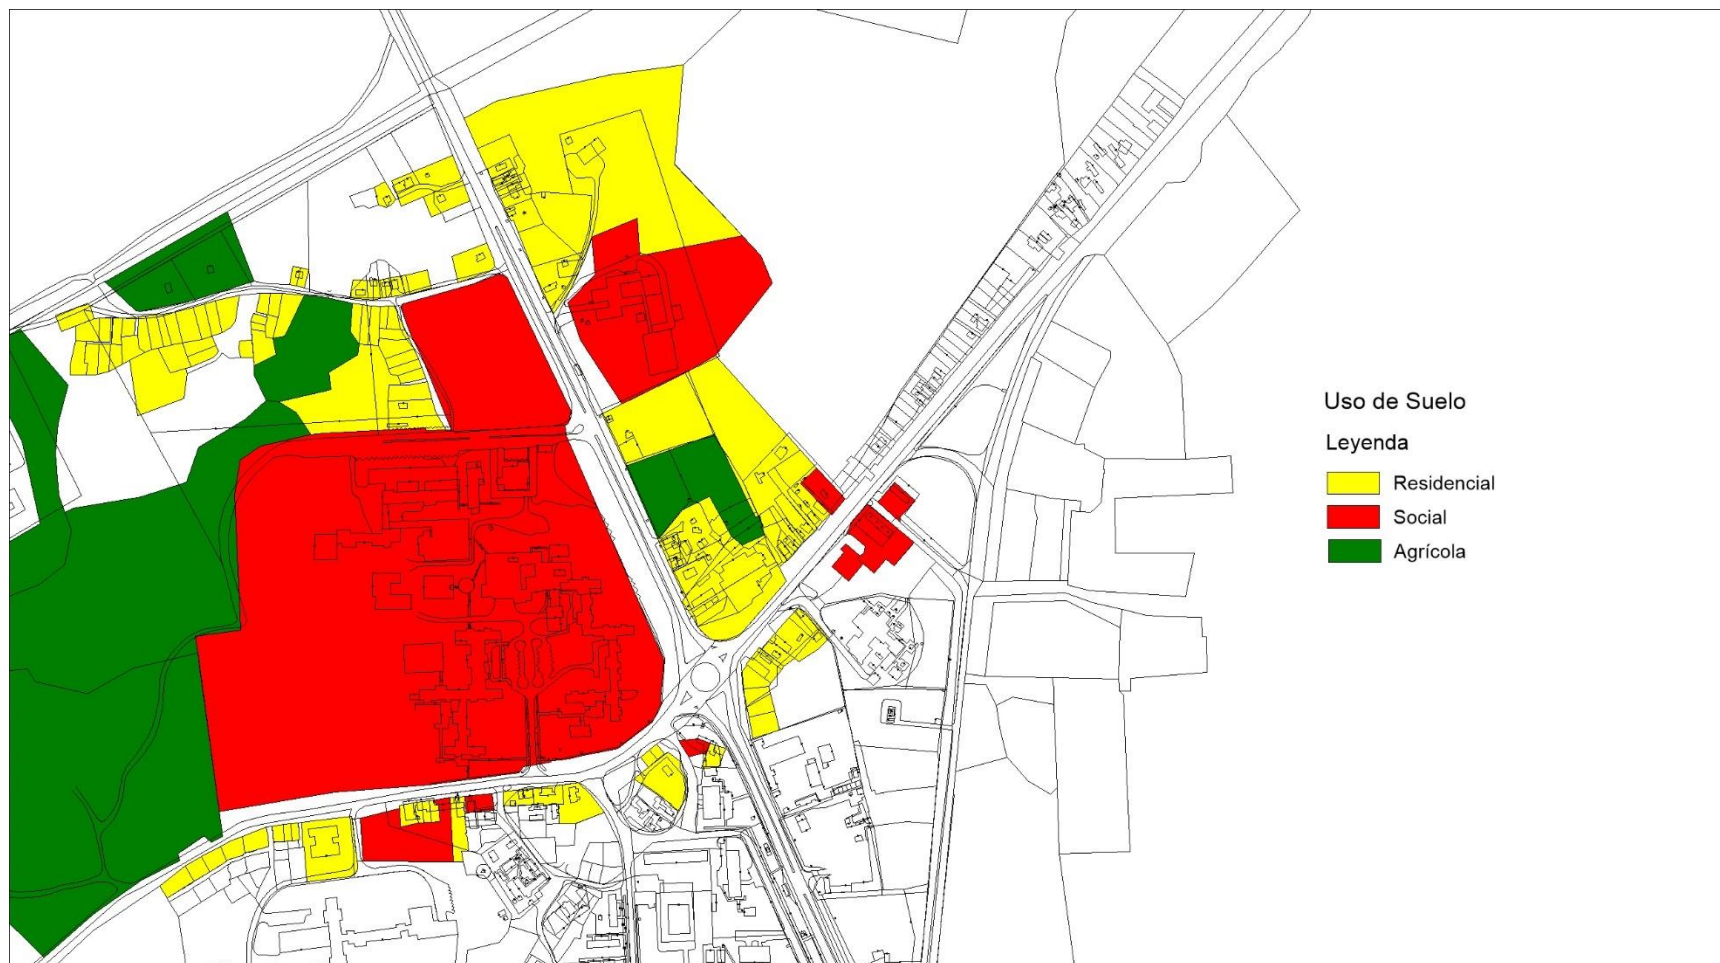 Uso de Suelo
Leyenda
Residencial
Social
Agrícola